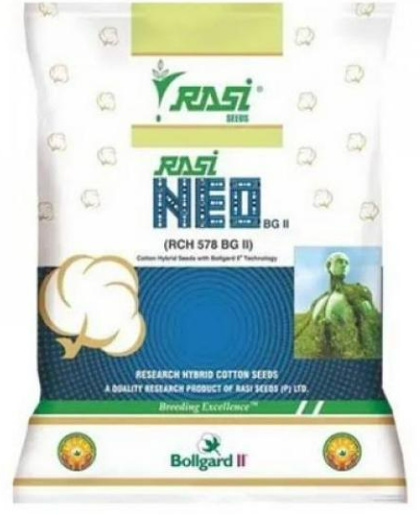 RASI®
SEEDS
RASI
NEO BG II
(RCH 578 BG II)
Cotton Hybrid Seeds with Bollgard II® Technology
RESEARCH HYBRID COTTON SEEDS
A QUALITY RESEARCH PRODUCT OF RASI SEEDS (P) LTD.
Breeding Excellence™
Bollgard II®